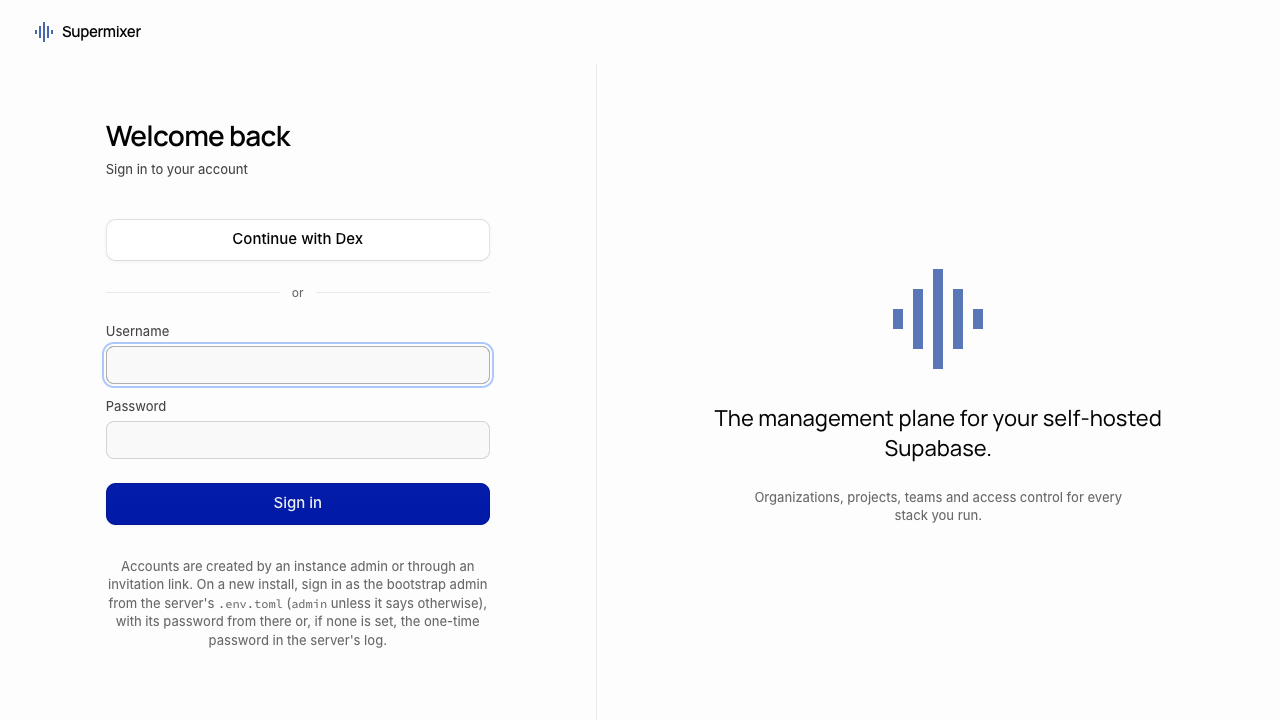 Supermixer
Welcome back
Sign in to your account
Continue with Dex
or
Username
Password
Sign in
Accounts are created by an instance admin or through an
invitation link. On a new install, sign in as the bootstrap admin
from the server's .env.toml (admin unless it says otherwise),
with its password from there or, if none is set, the one-time
password in the server's log.
The management plane for your self-hosted
Supabase.
Organizations, projects, teams and access control for every
stack you run.